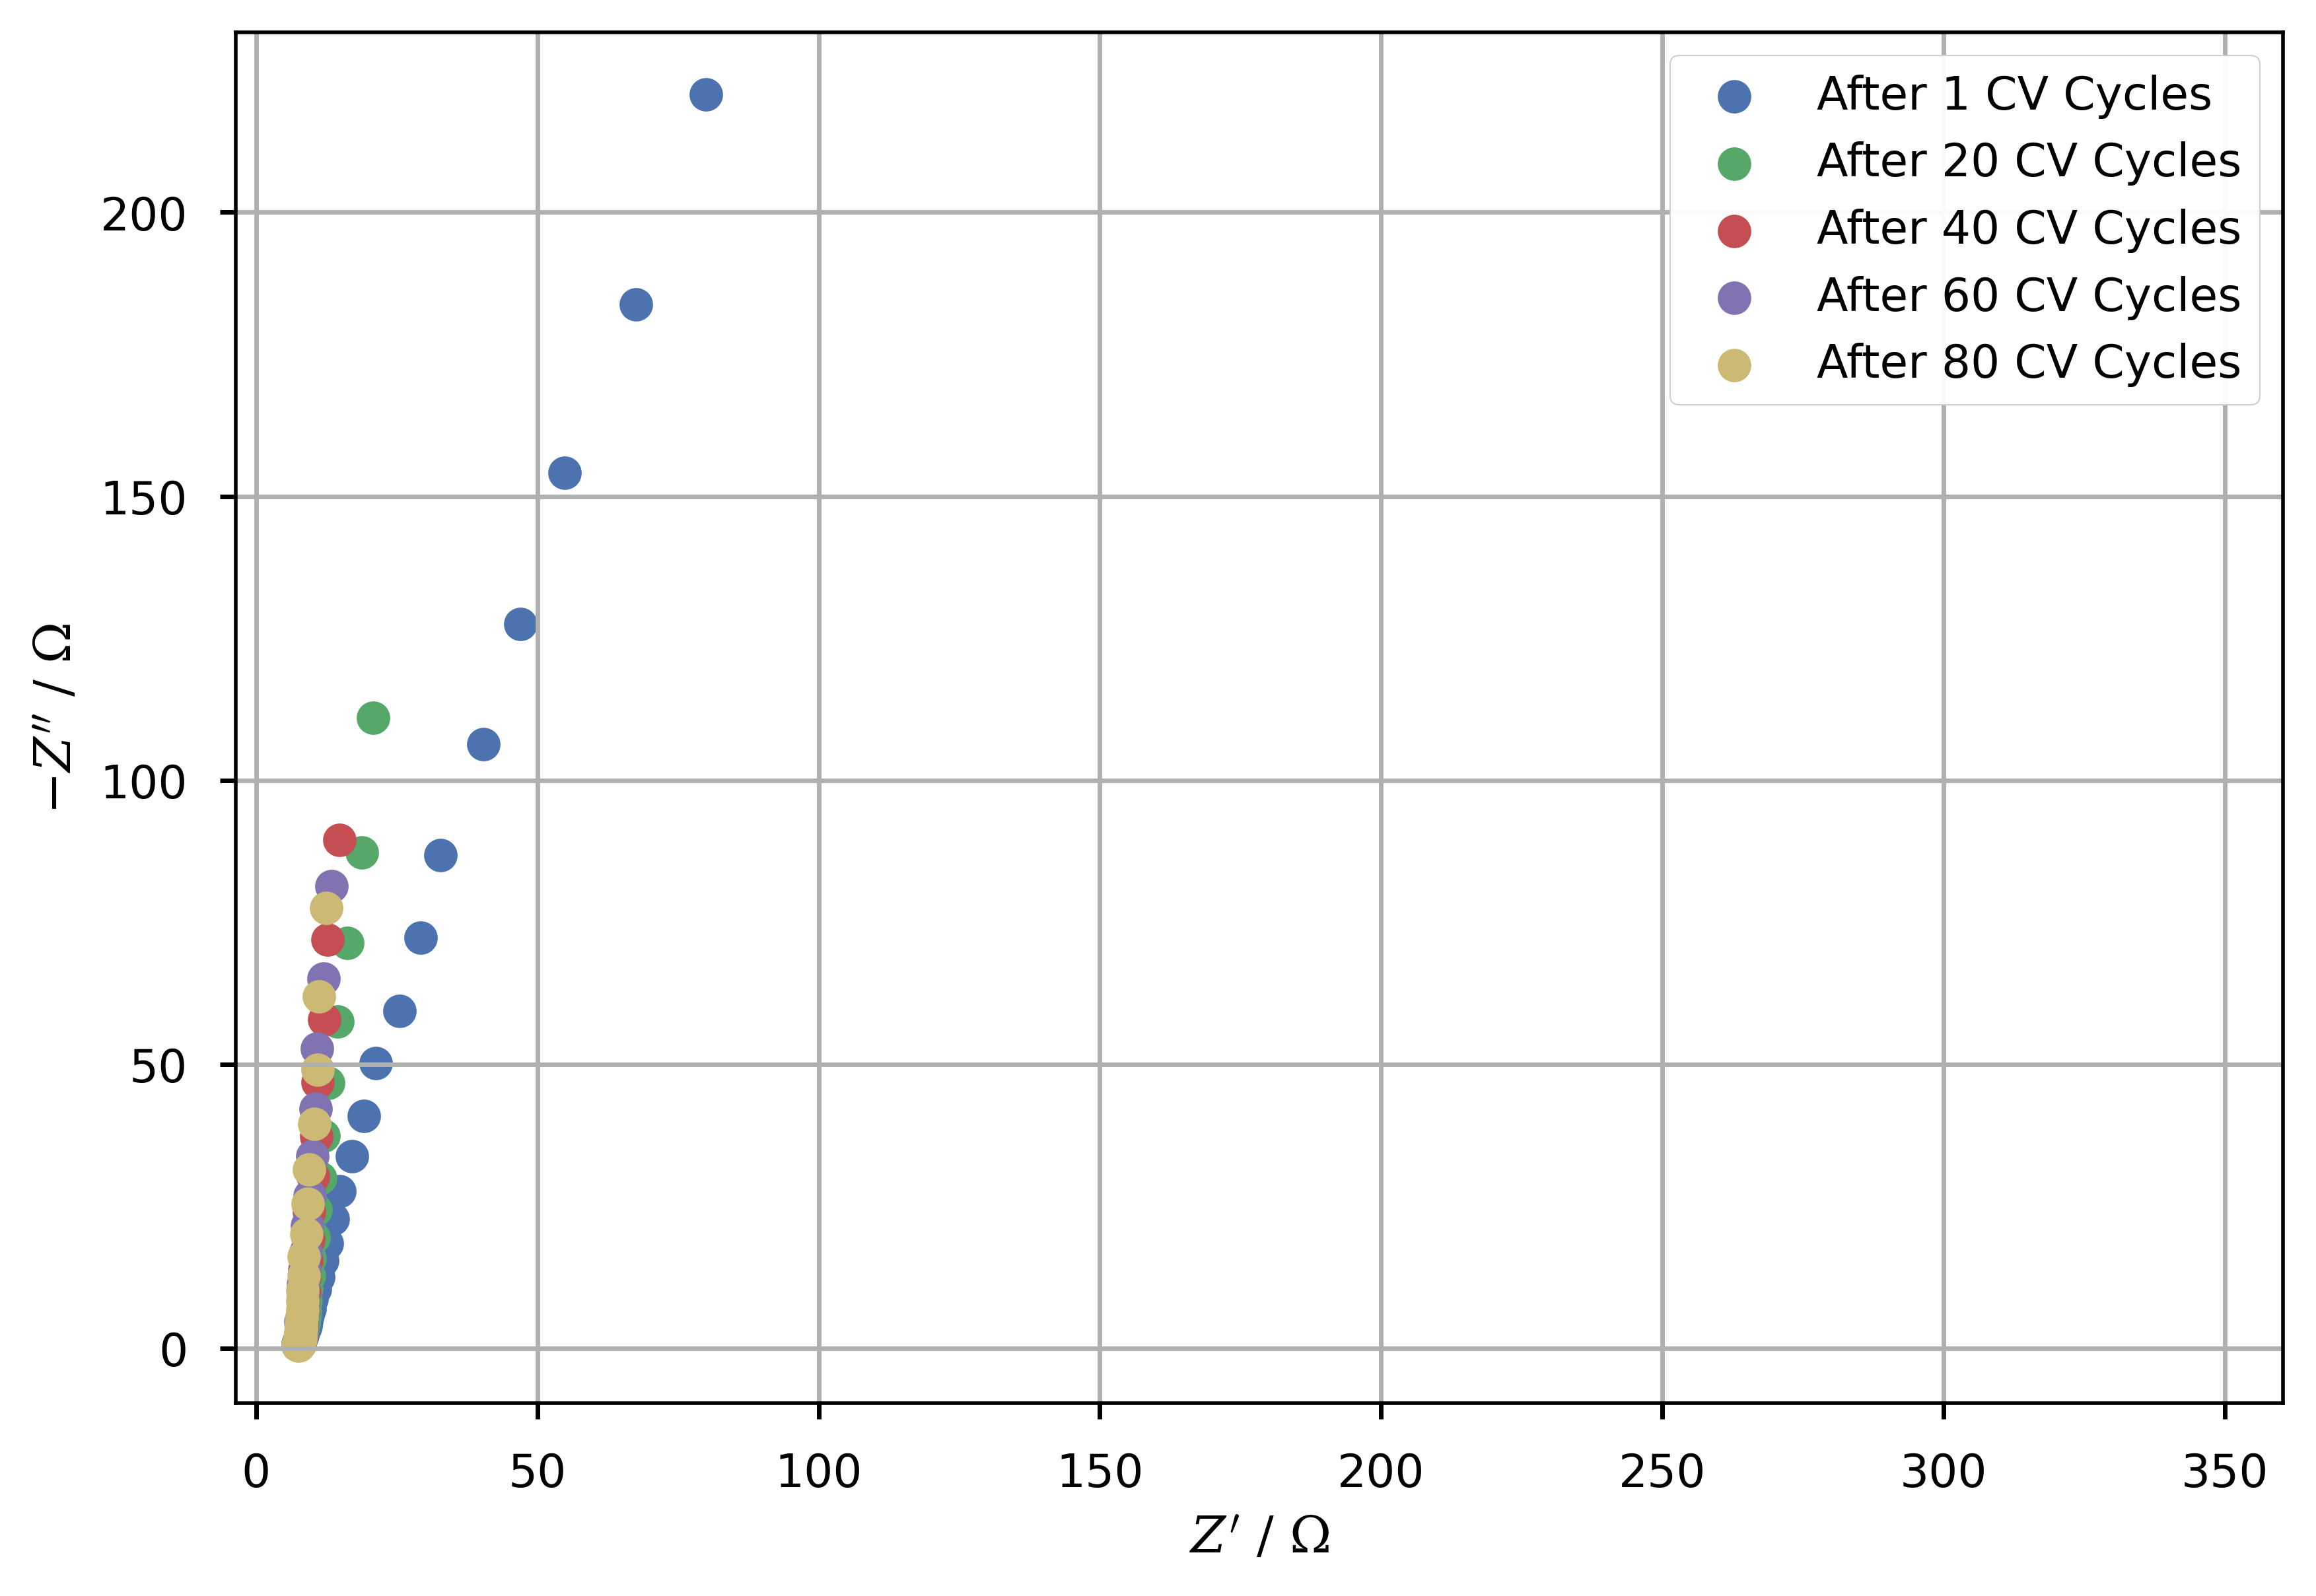 After 1 CV Cycles
After 20 CV Cycles
After 40 CV Cycles
After 60 CV Cycles
After 80 CV Cycles
200
150
100
50
0
−Z″ / Ω
0 50 100 150 200 250 300 350
Z′ / Ω